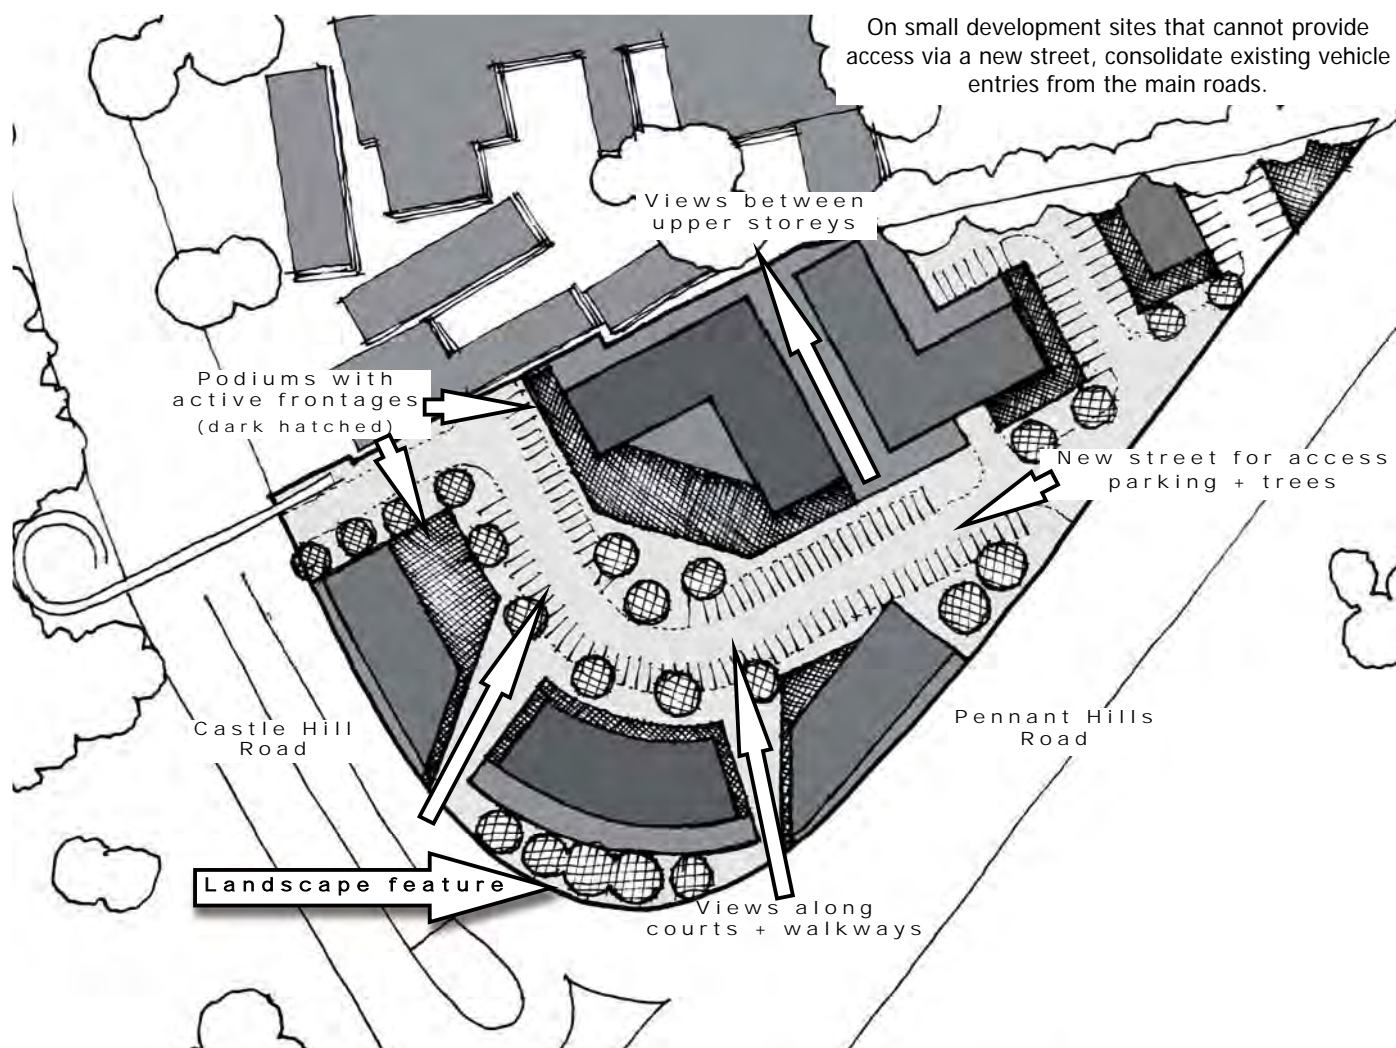 On small development sites that cannot provide
access via a new street, consolidate existing vehicle
entries from the main roads.
Views between
upper storeys
Podiums with
active frontages
(dark hatched)
New street for access
parking + trees
Castle Hill
Road
Pennant Hills
Road
Landscape feature
Views along
courts + walkways